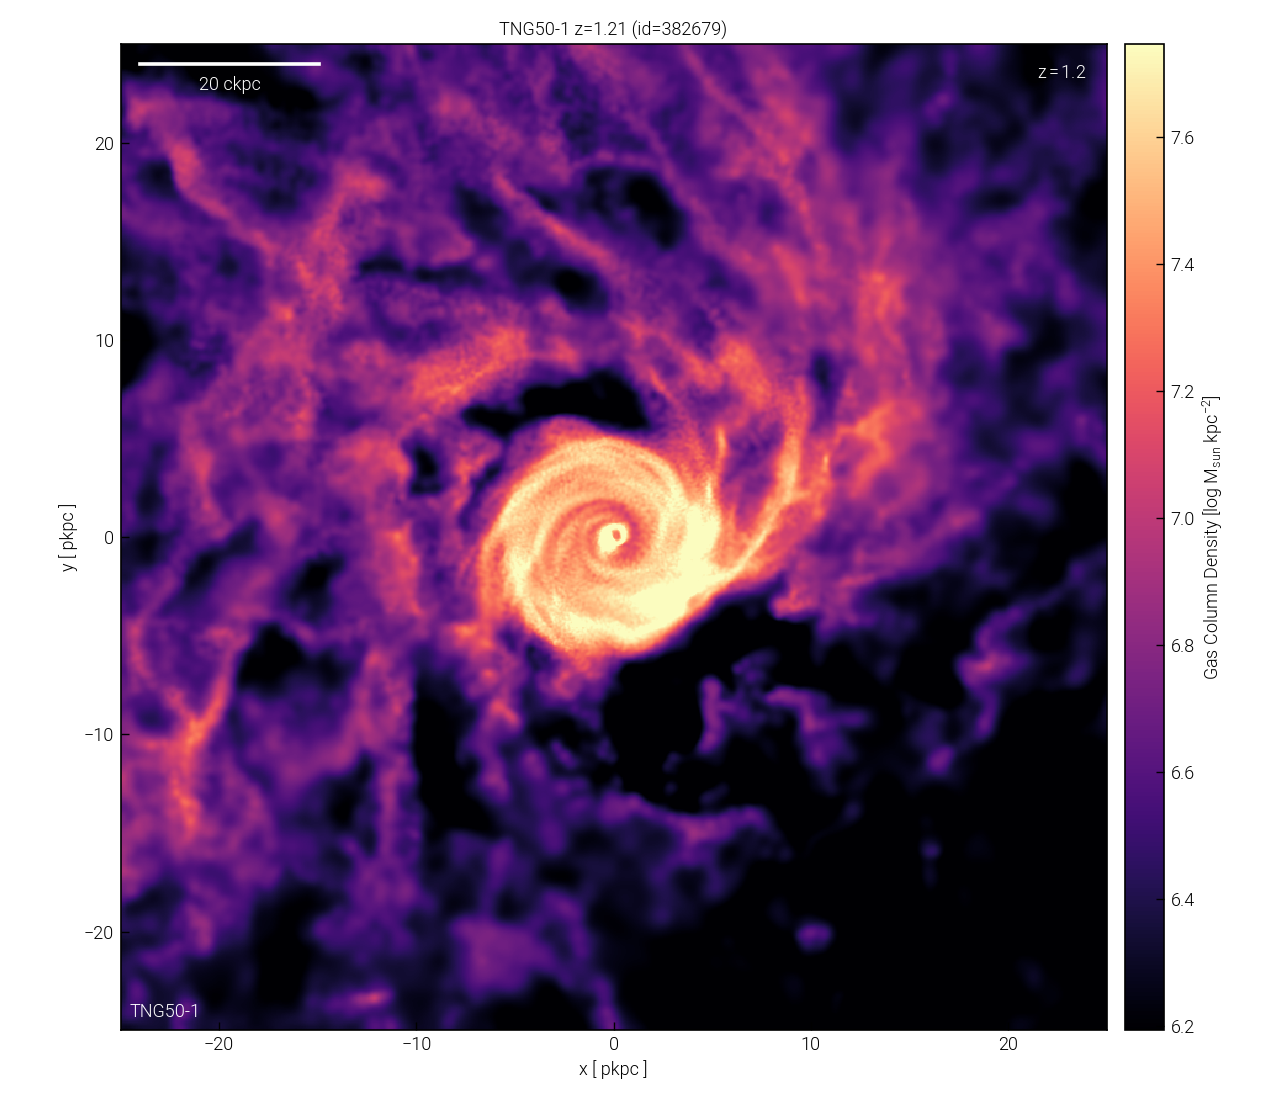 TNG50-1 z=1.21 (id=382679)
20 ckpc
z=1.2
TNG50-1
y [ pkpc ]
20
10
0
−10
−20
−20
−10
0
10
20
x [ pkpc ]
7.6
7.4
7.2
7.0
6.8
6.6
6.4
6.2
Gas Column Density [log M_sun kpc^−2]